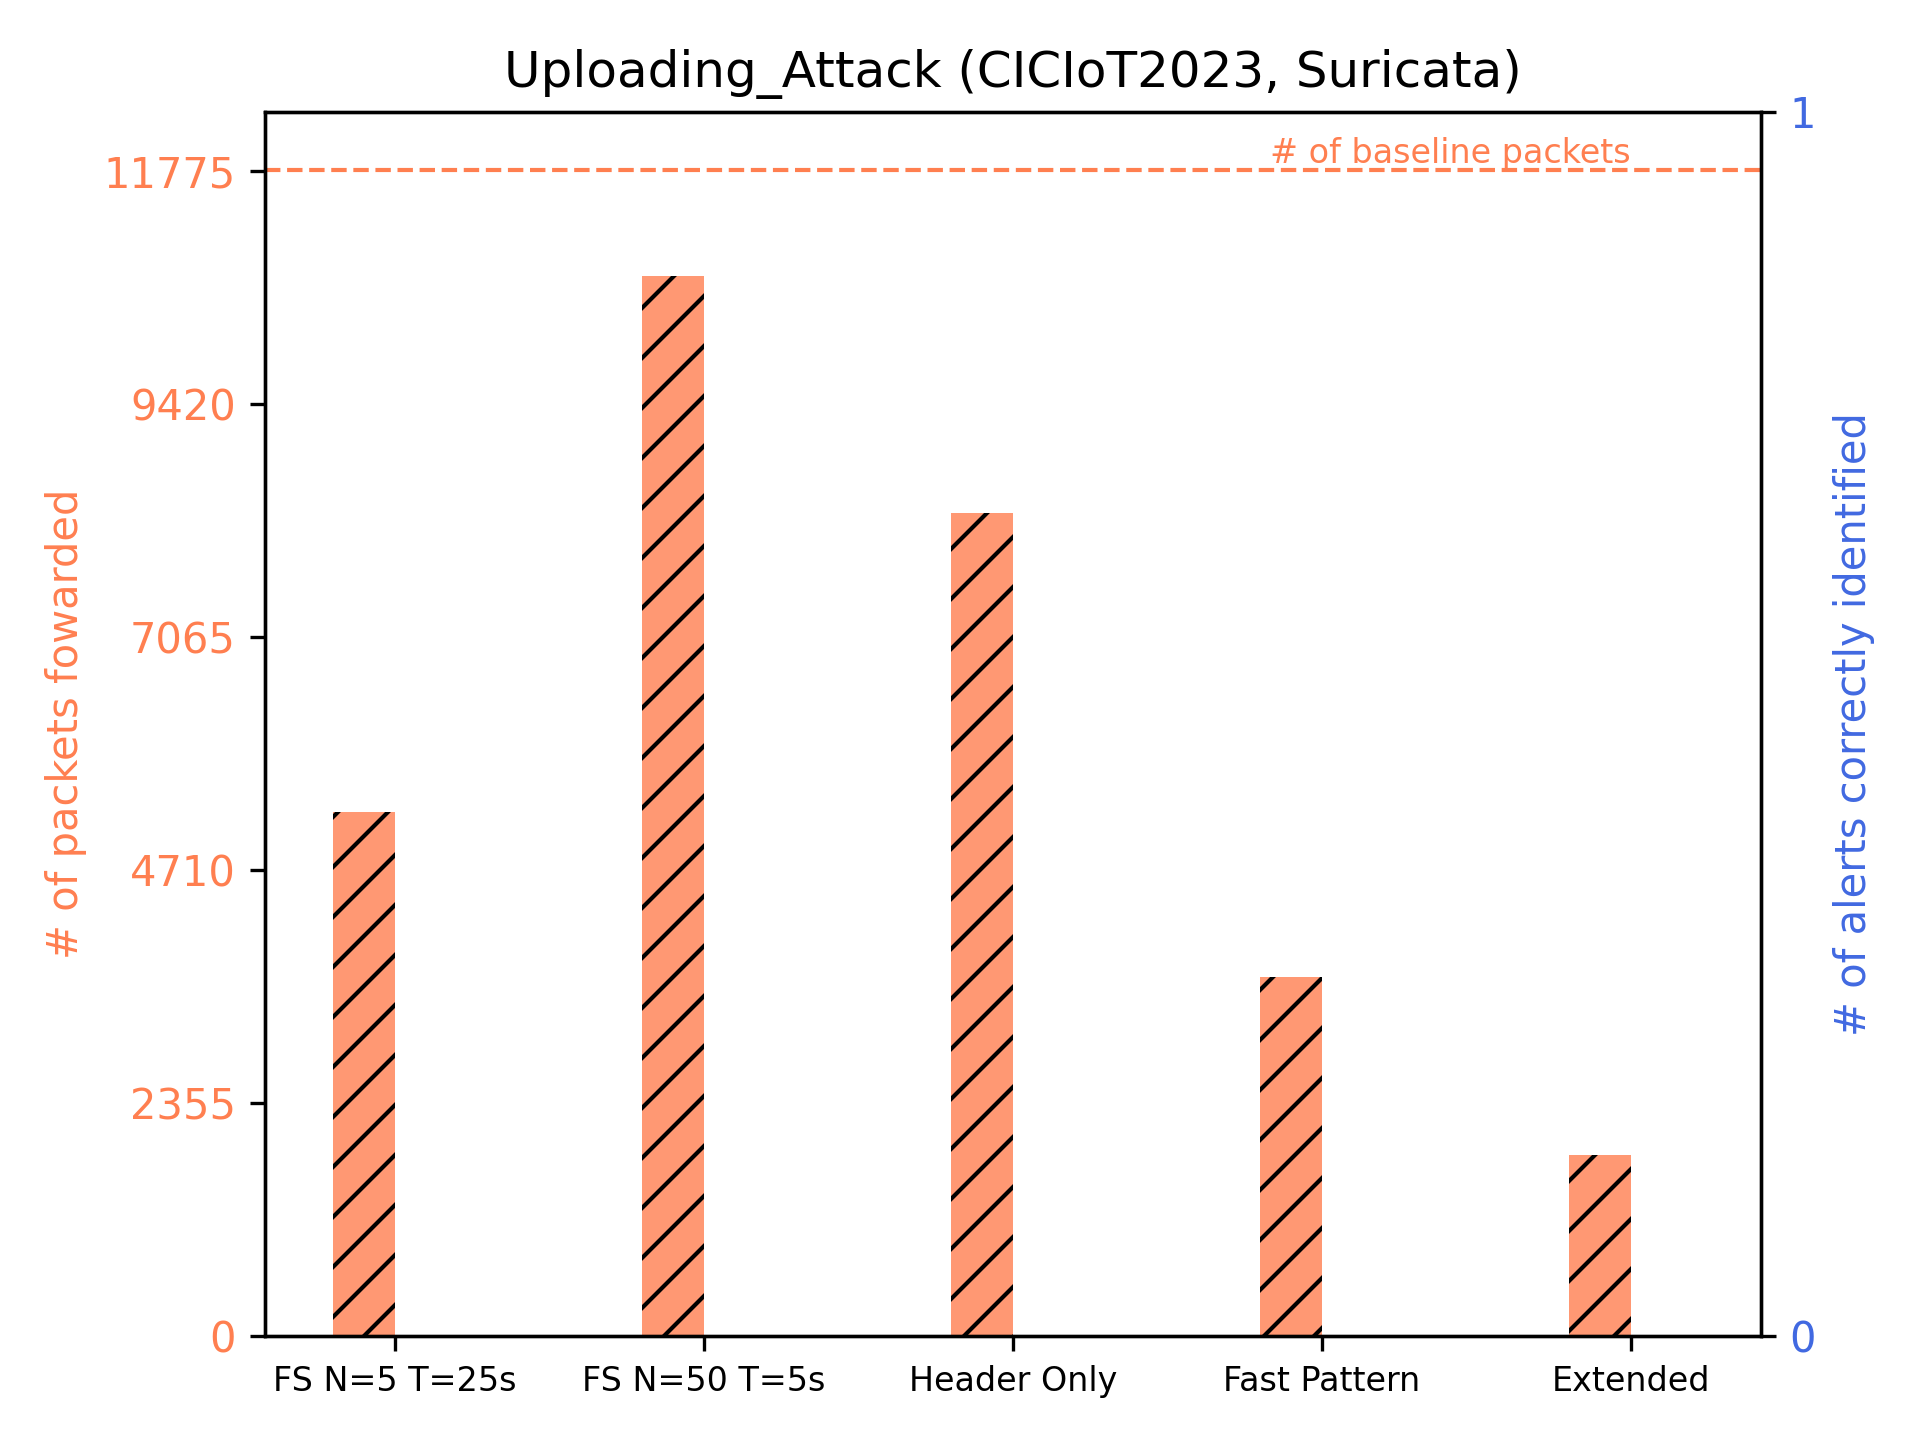 Uploading_Attack (CICIoT2023, Suricata)
# of baseline packets
11775
9420
7065
4710
2355
0
# of packets fowarded
1
0
# of alerts correctly identified
FS N=5 T=25s
FS N=50 T=5s
Header Only
Fast Pattern
Extended